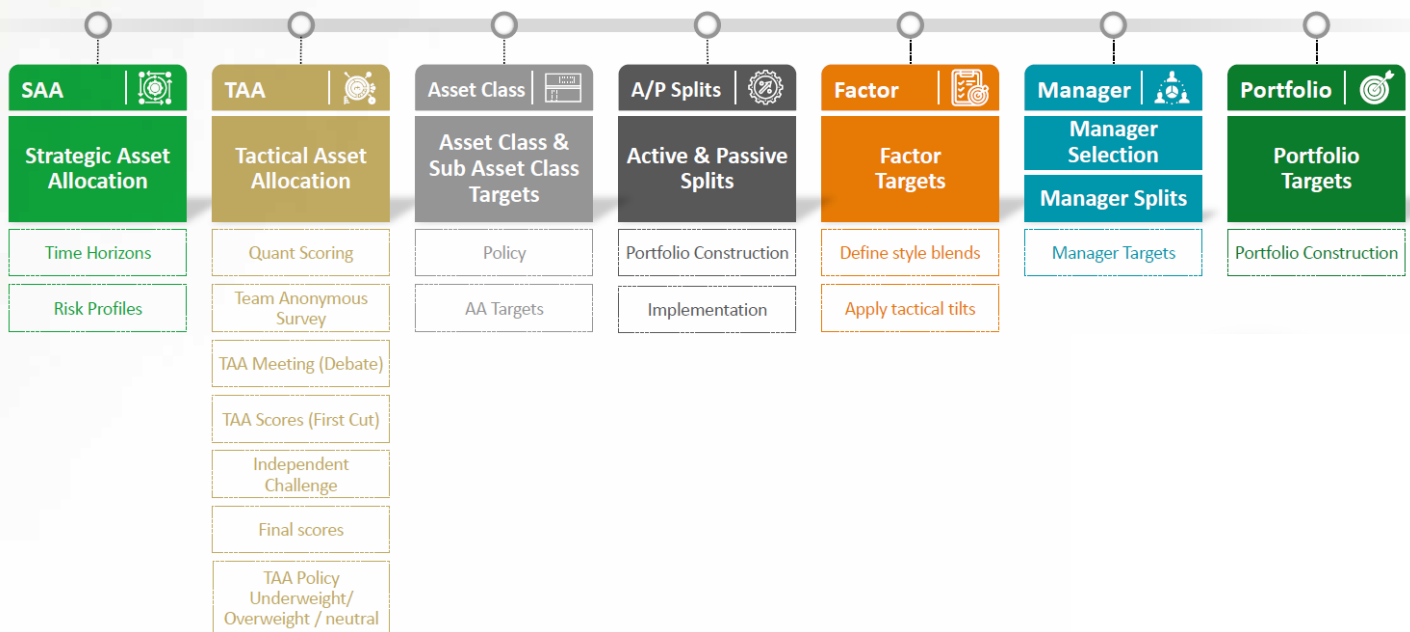 SAA
Strategic Asset
Allocation
Time Horizons
Risk Profiles
TAA
Tactical Asset
Allocation
Quant Scoring
Team Anonymous
Survey
TAA Meeting (Debate)
TAA Scores (First Cut)
Independent
Challenge
Final scores
TAA Policy
Underweight/
Overweight / neutral
Asset Class
Asset Class &
Sub Asset Class
Targets
Policy
AA Targets
A/P Splits
Active & Passive
Splits
Portfolio Construction
Implementation
Factor
Factor
Targets
Define style blends
Apply tactical tilts
Manager
Manager
Selection
Manager Splits
Manager Targets
Portfolio
Portfolio
Targets
Portfolio Construction